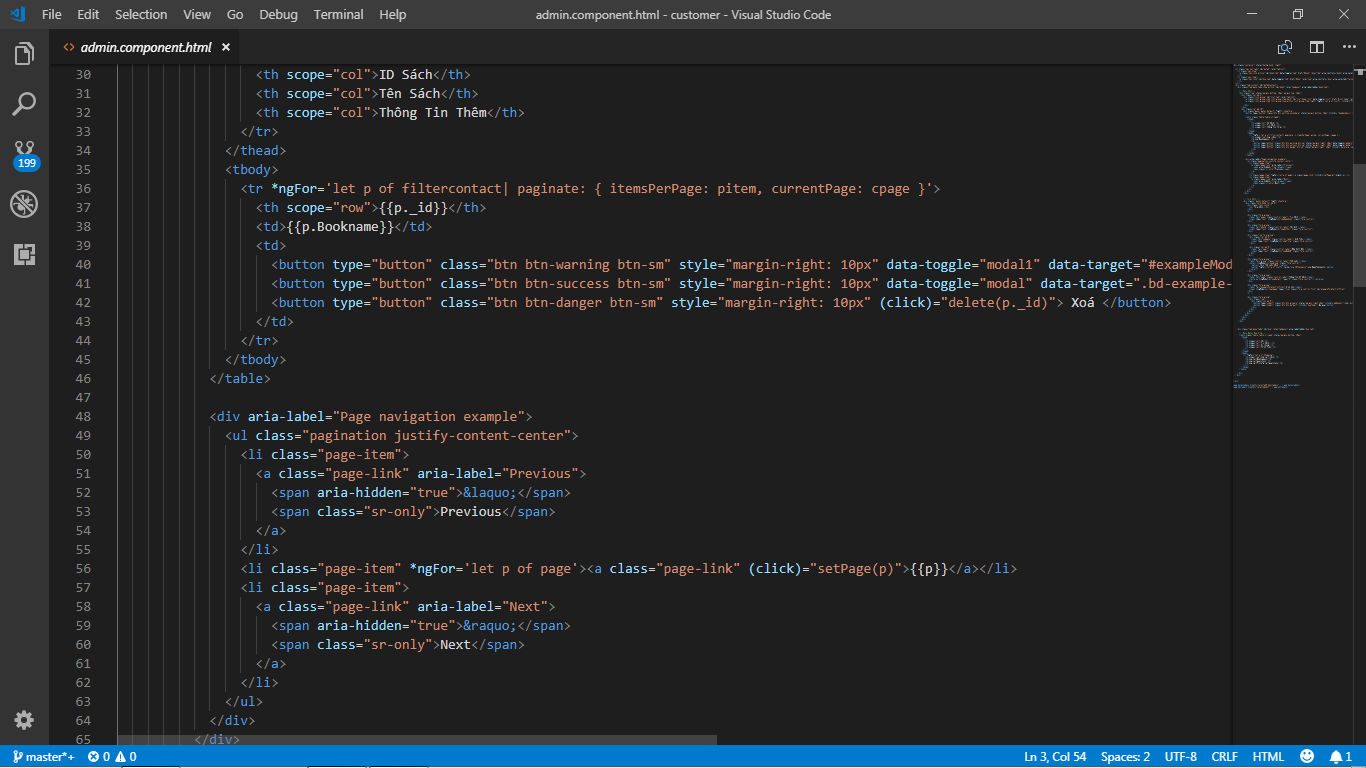 File Edit Selection View Go Debug Terminal Help
admin.component.html - customer - Visual Studio Code
<> admin.component.html ×
199
30 <th scope="col">ID Sách</th>
31 <th scope="col">Tên Sách</th>
32 <th scope="col">Thông Tin Thêm</th>
33 </tr>
34 </thead>
35 <tbody>
36 <tr *ngFor='let p of filtercontact| paginate: { itemsPerPage: pitem, currentPage: cpage }'>
37 <th scope="row">{{p._id}}</th>
38 <td>{{p.Bookname}}</td>
39 <td>
40 <button type="button" class="btn btn-warning btn-sm" style="margin-right: 10px" data-toggle="modal1" data-target="#exampleMod
41 <button type="button" class="btn btn-success btn-sm" style="margin-right: 10px" data-toggle="modal" data-target=".bd-example-
42 <button type="button" class="btn btn-danger btn-sm" style="margin-right: 10px" (click)="delete(p._id)"> Xoá </button>
43 </td>
44 </tr>
45 </tbody>
46 </table>
47
48 <div aria-label="Page navigation example">
49 <ul class="pagination justify-content-center">
50 <li class="page-item">
51 <a class="page-link" aria-label="Previous">
52 <span aria-hidden="true">&laquo;</span>
53 <span class="sr-only">Previous</span>
54 </a>
55 </li>
56 <li class="page-item" *ngFor='let p of page'><a class="page-link" (click)="setPage(p)">{{p}}</a></li>
57 <li class="page-item">
58 <a class="page-link" aria-label="Next">
59 <span aria-hidden="true">&raquo;</span>
60 <span class="sr-only">Next</span>
61 </a>
62 </li>
63 </ul>
64 </div>
65 </div>
master*+ 0 0 Ln 3, Col 54 Spaces: 2 UTF-8 CRLF HTML 1